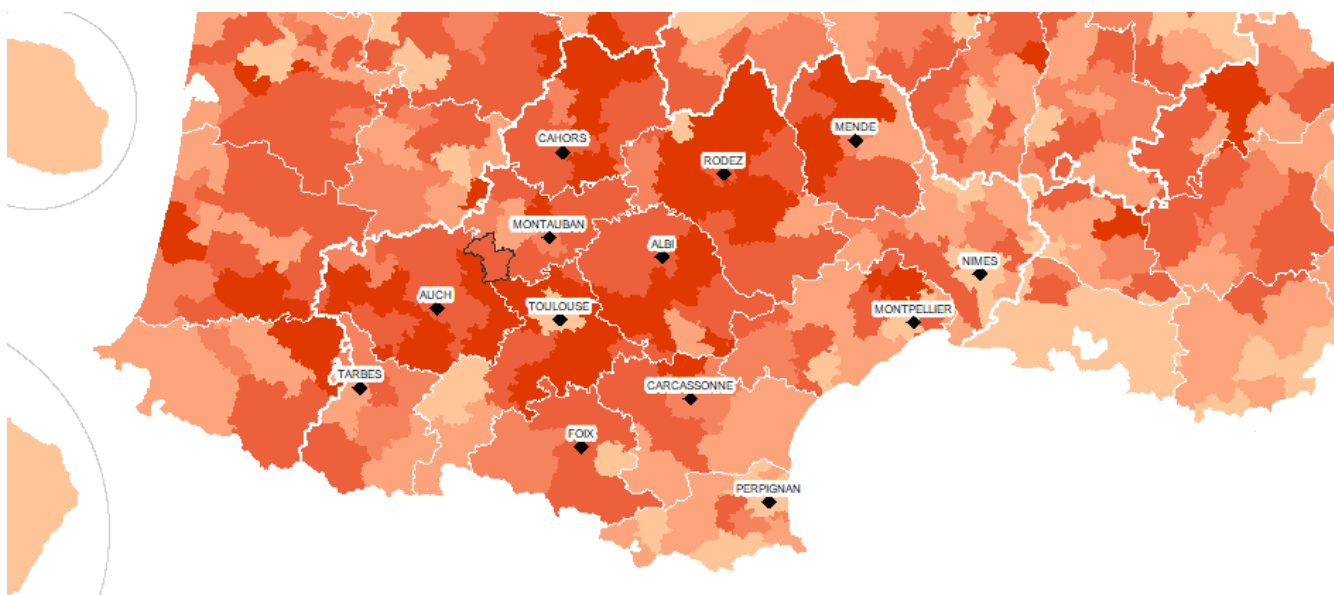 MENDE
CAHORS
RODEZ
MONTAUBAN
ALBI
NIMES
AUCH
TOULOUSE
MONTPELLIER
TARBES
CARCASSONNE
FOIX
PERPIGNAN